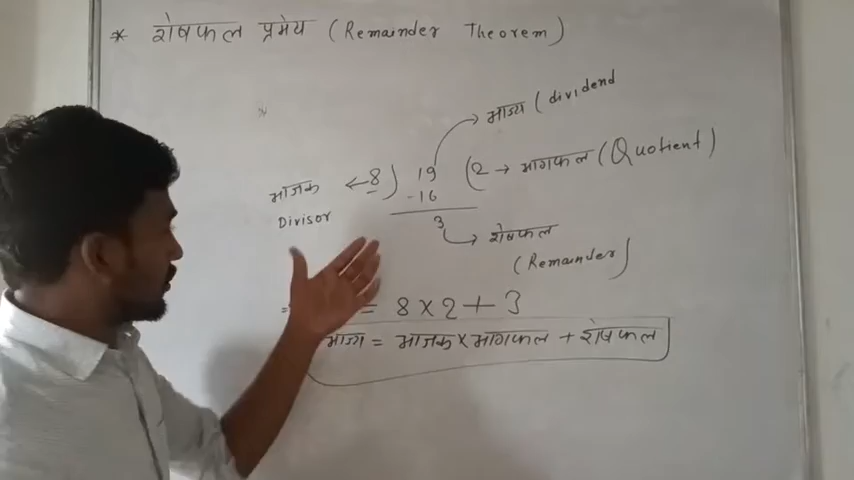 * शेषफल प्रमेय (Remainder Theorem)
भाज्य (dividend
भाजक ← 8) 19 (2 → भागफल (Quotient)
Divisor
-16
3
शेषफल
(Remainder)
= 8 × 2 + 3
भाज्य = भाजक × भागफल + शेषफल